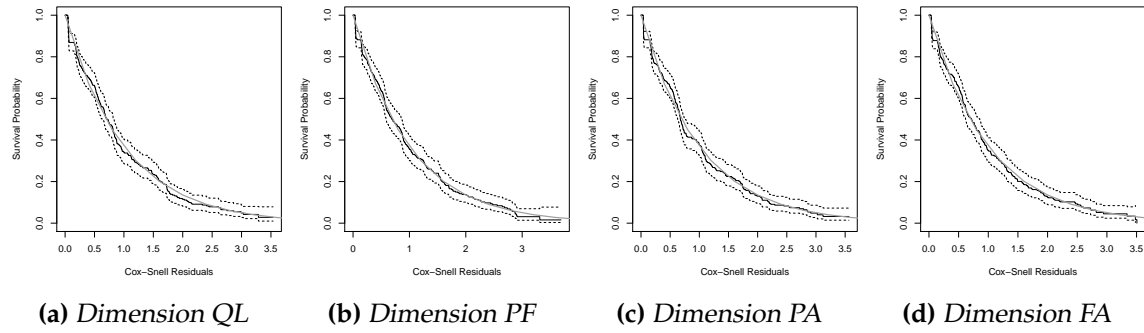 Survival Probability
1.0
0.8
0.6
0.4
0.2
0.0
0.0 0.5 1.0 1.5 2.0 2.5 3.0 3.5
Cox−Snell Residuals
(a) Dimension QL
Survival Probability
1.0
0.8
0.6
0.4
0.2
0.0
0 1 2 3
Cox−Snell Residuals
(b) Dimension PF
Survival Probability
1.0
0.8
0.6
0.4
0.2
0.0
0.0 0.5 1.0 1.5 2.0 2.5 3.0 3.5
Cox−Snell Residuals
(c) Dimension PA
Survival Probability
1.0
0.8
0.6
0.4
0.2
0.0
0.0 0.5 1.0 1.5 2.0 2.5 3.0 3.5
Cox−Snell Residuals
(d) Dimension FA